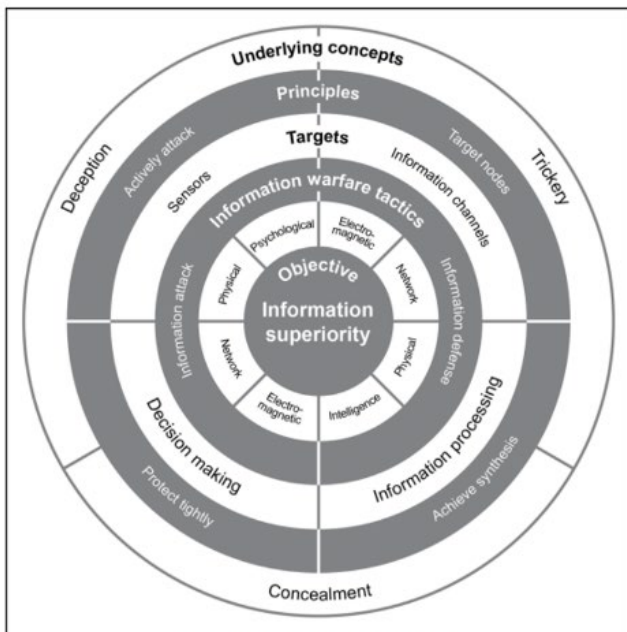 Underlying concepts
Deception
Trickery
Concealment
Principles
Actively attack
Target nodes
Protect tightly
Achieve synthesis
Targets
Sensors
Information channels
Decision making
Information processing
Information warfare tactics
Information attack
Information defense
Psychological
Electro-
magnetic
Physical
Network
Network
Physical
Electro-
magnetic
Intelligence
Objective
Information
superiority